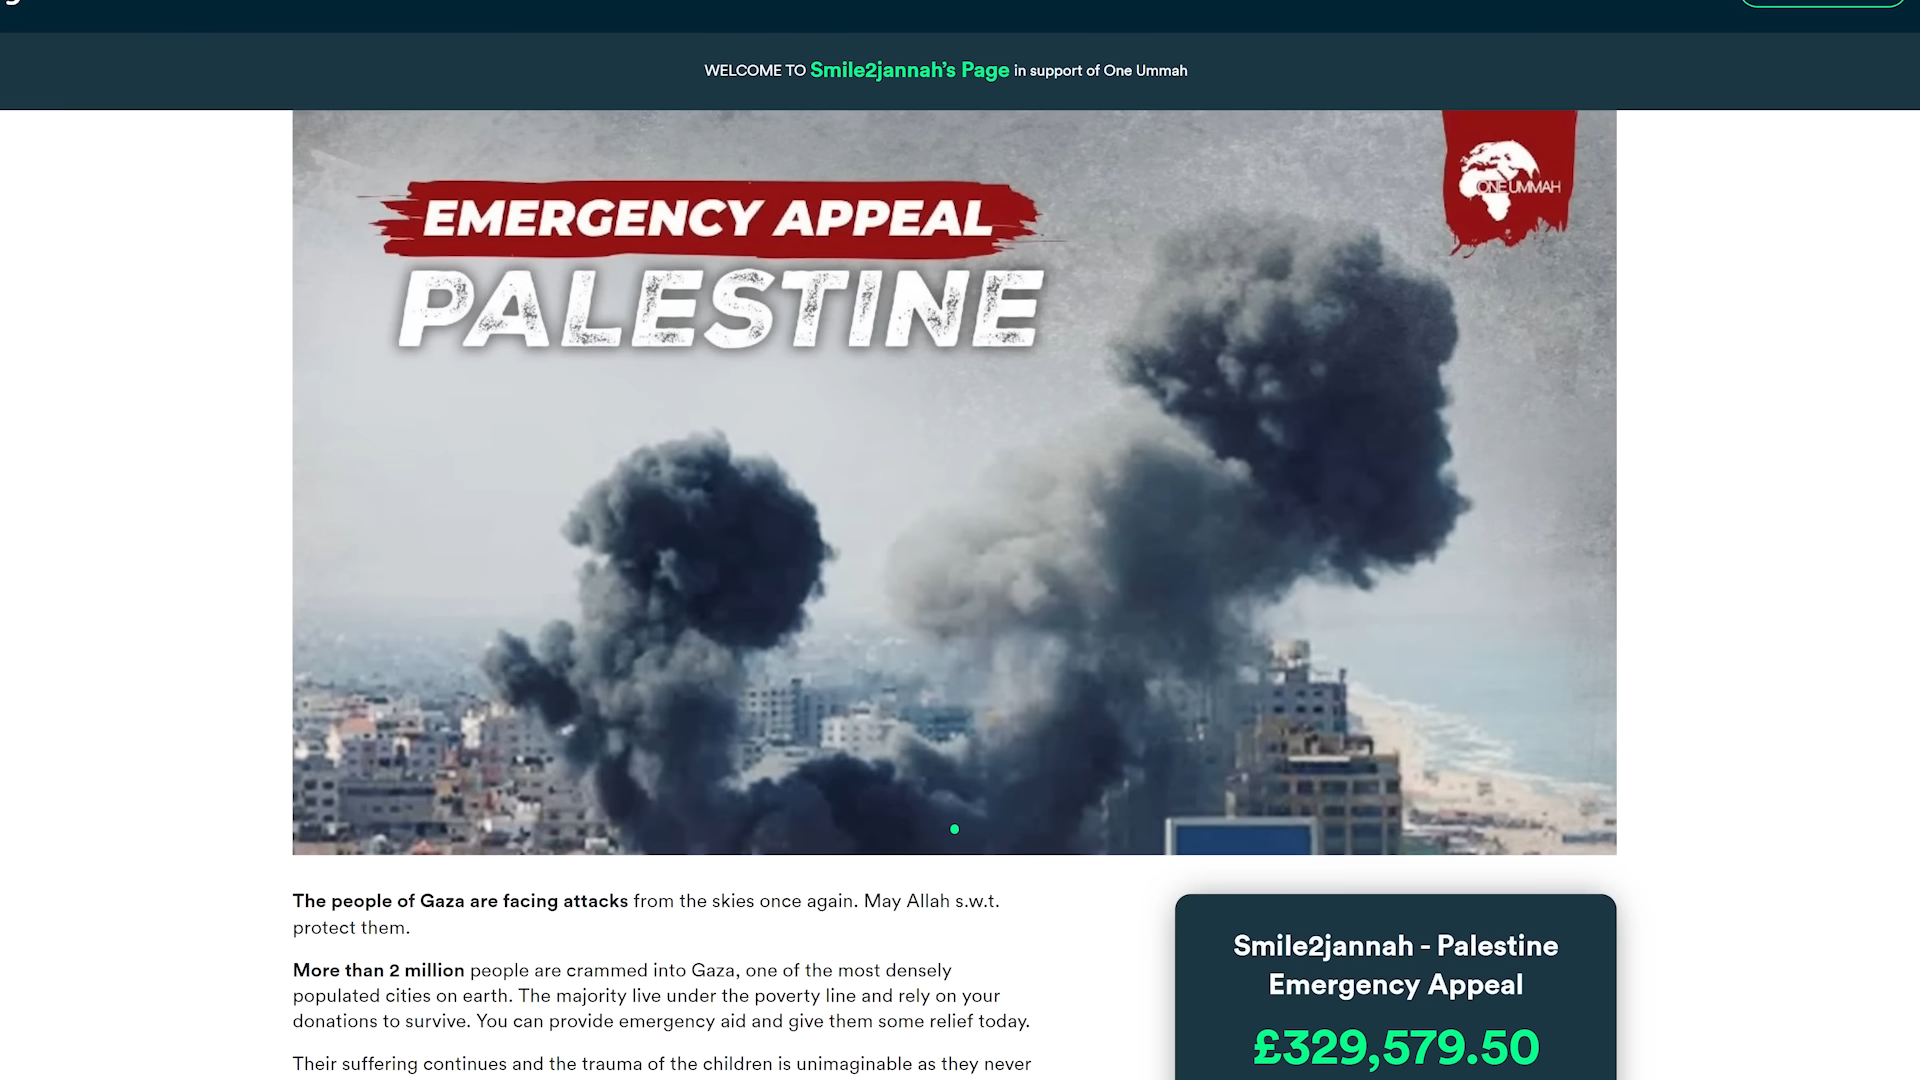 WELCOME TO Smile2jannah’s Page in support of One Ummah
EMERGENCY APPEAL
PALESTINE
ONE UMMAH
The people of Gaza are facing attacks from the skies once again. May Allah s.w.t.
protect them.
More than 2 million people are crammed into Gaza, one of the most densely
populated cities on earth. The majority live under the poverty line and rely on your
donations to survive. You can provide emergency aid and give them some relief today.
Their suffering continues and the trauma of the children is unimaginable as they never
Smile2jannah - Palestine
Emergency Appeal
£329,579.50